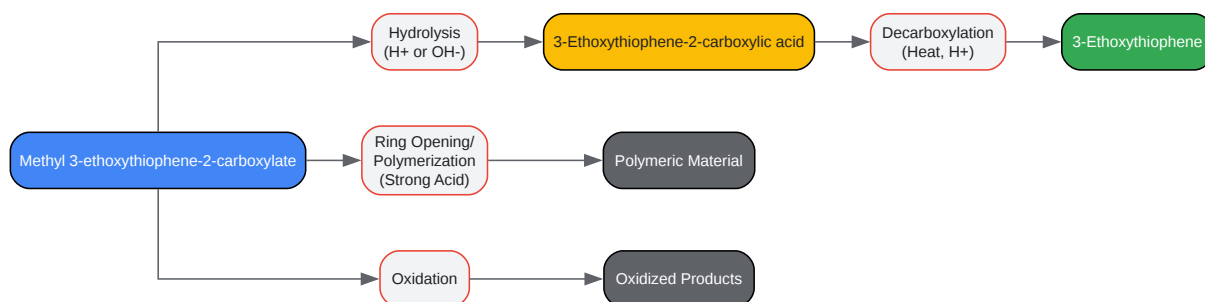 Hydrolysis
(H+ or OH-)
3-Ethoxythiophene-2-carboxylic acid
Decarboxylation
(Heat, H+)
3-Ethoxythiophene
Methyl 3-ethoxythiophene-2-carboxylate
Ring Opening/
Polymerization
(Strong Acid)
Polymeric Material
Oxidation
Oxidized Products